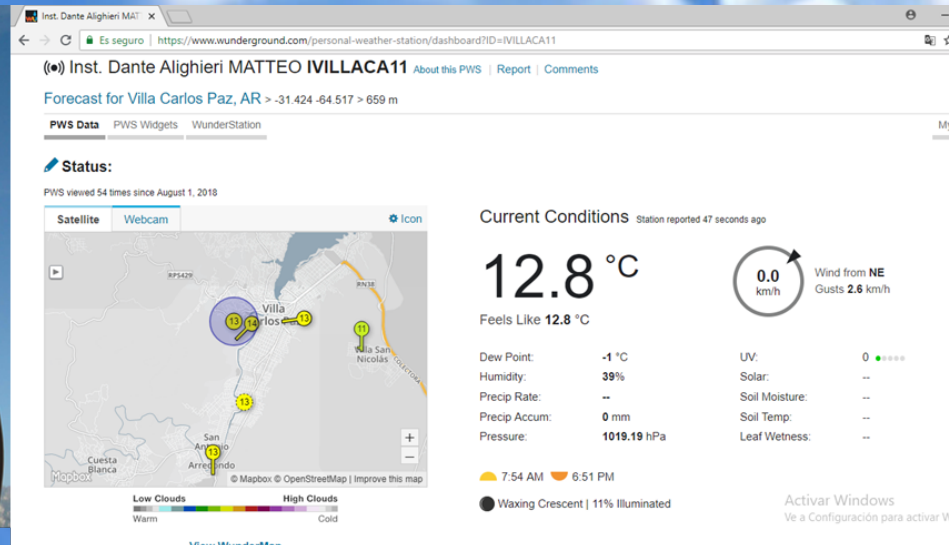 Inst. Dante Alighieri MAT
Es seguro | https://www.wunderground.com/personal-weather-station/dashboard?ID=IVILLACA11
Inst. Dante Alighieri MATTEO IVILLACA11 About this PWS | Report | Comments
Forecast for Villa Carlos Paz, AR > -31.424 -64.517 > 659 m
PWS Data PWS Widgets WunderStation My
Status:
PWS viewed 54 times since August 1, 2018
Satellite Webcam Icon
RP5429
RN38
Villa
13 14 13
11
Villa San
Nicolás
COLECTORA
13
San
Antonio
13
Arredondo
Cuesta
Blanca
+
−
Mapbox © Mapbox © OpenStreetMap | Improve this map
Low Clouds High Clouds
Warm Cold
View WunderMap
Current Conditions Station reported 47 seconds ago
12.8 °C
Feels Like 12.8 °C
0.0
km/h
Wind from NE
Gusts 2.6 km/h
Dew Point: -1 °C UV: 0
Humidity: 39% Solar: --
Precip Rate: -- Soil Moisture: --
Precip Accum: 0 mm Soil Temp: --
Pressure: 1019.19 hPa Leaf Wetness: --
7:54 AM 6:51 PM
Waxing Crescent | 11% Illuminated
Activar Windows
Ve a Configuración para activar W